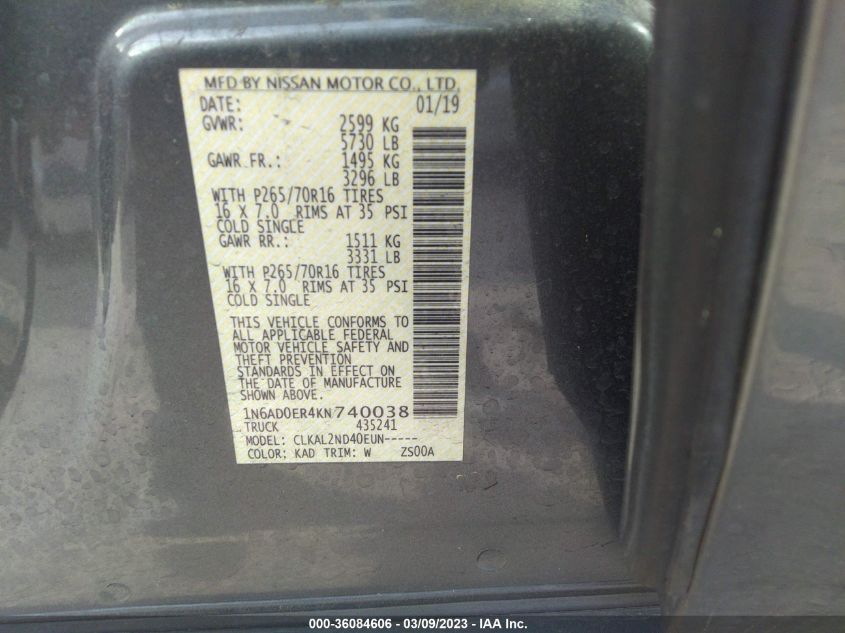 MFD BY NISSAN MOTOR CO., LTD.
DATE: 01/19
GVWR: 2599 KG
5730 LB
GAWR FR.: 1495 KG
3296 LB
WITH P265/70R16 TIRES
16 X 7.0 RIMS AT 35 PSI
COLD SINGLE
GAWR RR.: 1511 KG
3331 LB
WITH P265/70R16 TIRES
16 X 7.0 RIMS AT 35 PSI
COLD SINGLE
THIS VEHICLE CONFORMS TO
ALL APPLICABLE FEDERAL
MOTOR VEHICLE SAFETY AND
THEFT PREVENTION
STANDARDS IN EFFECT ON
THE DATE OF MANUFACTURE
SHOWN ABOVE.
1N6AD0ER4KN740038
TRUCK 435241
MODEL: CLKAL2ND40EUN-----
COLOR: KAD TRIM: W ZS00A
000-36084606 - 03/09/2023 - IAA Inc.